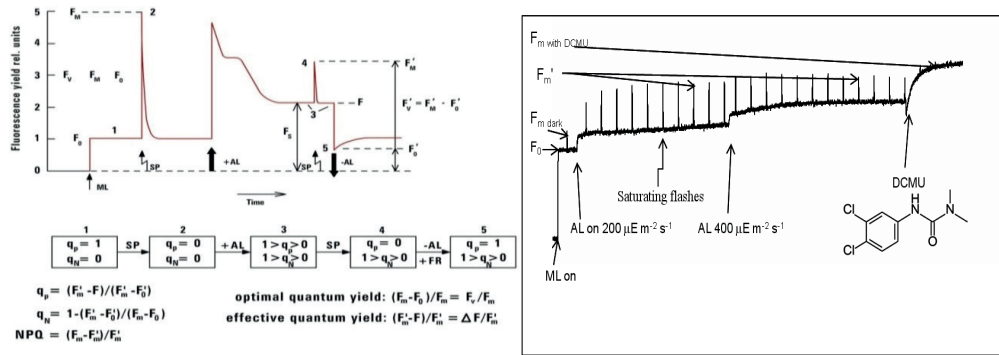 Fluorescence yield rel. units
5
4
3
2
1
0
F_M
2
F_V F_M F_0
F_0
1
ML
SP
+AL
4
F
3
F_S
5
SP
-AL
F_M'
F_V' = F_M' · F_0'
F_0'
Time
1 2 3 4 5
q_p = 1 SP q_p = 0 +AL 1>q_p>0 SP q_p = 0 -AL q_p = 1
q_N = 0 q_N = 0 1>q_N>0 1>q_N>0 +FR 1>q_N>0
q_p = (F_m' -F)/(F_m' -F_0')
q_N = 1-(F_m' -F_0')/(F_m-F_0)
NPQ = (F_m-F_m')/F_m'
optimal quantum yield: (F_m-F_0)/F_m = F_v/F_m
effective quantum yield: (F_m'-F)/F_m' = ΔF/F_m'
F_m with DCMU
F_m'
F_m dark
F_0
Saturating flashes
DCMU
AL on 200 µE m⁻² s⁻¹
AL 400 µE m⁻² s⁻¹
ML on
Cl
Cl
H
N
O
N